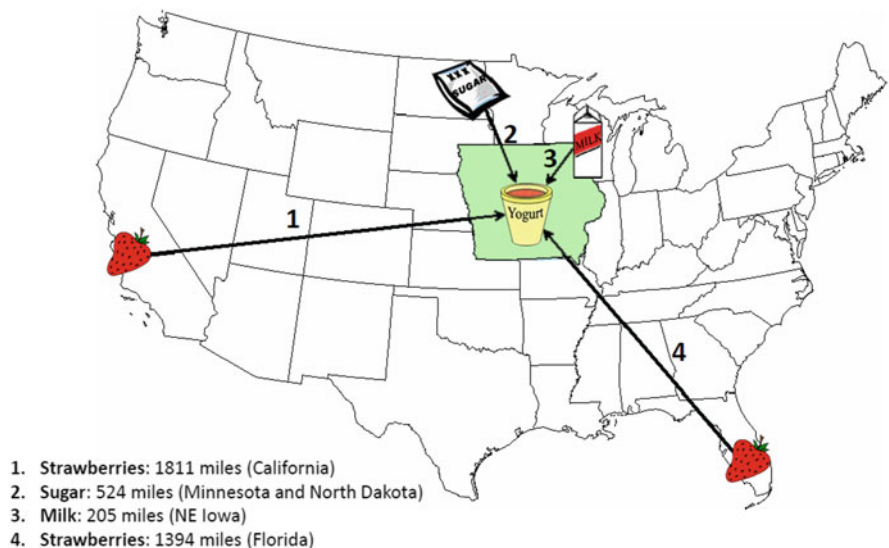 XXX
SUGAR
2
3
MILK
Yogurt
1
4
1. Strawberries: 1811 miles (California)
2. Sugar: 524 miles (Minnesota and North Dakota)
3. Milk: 205 miles (NE Iowa)
4. Strawberries: 1394 miles (Florida)